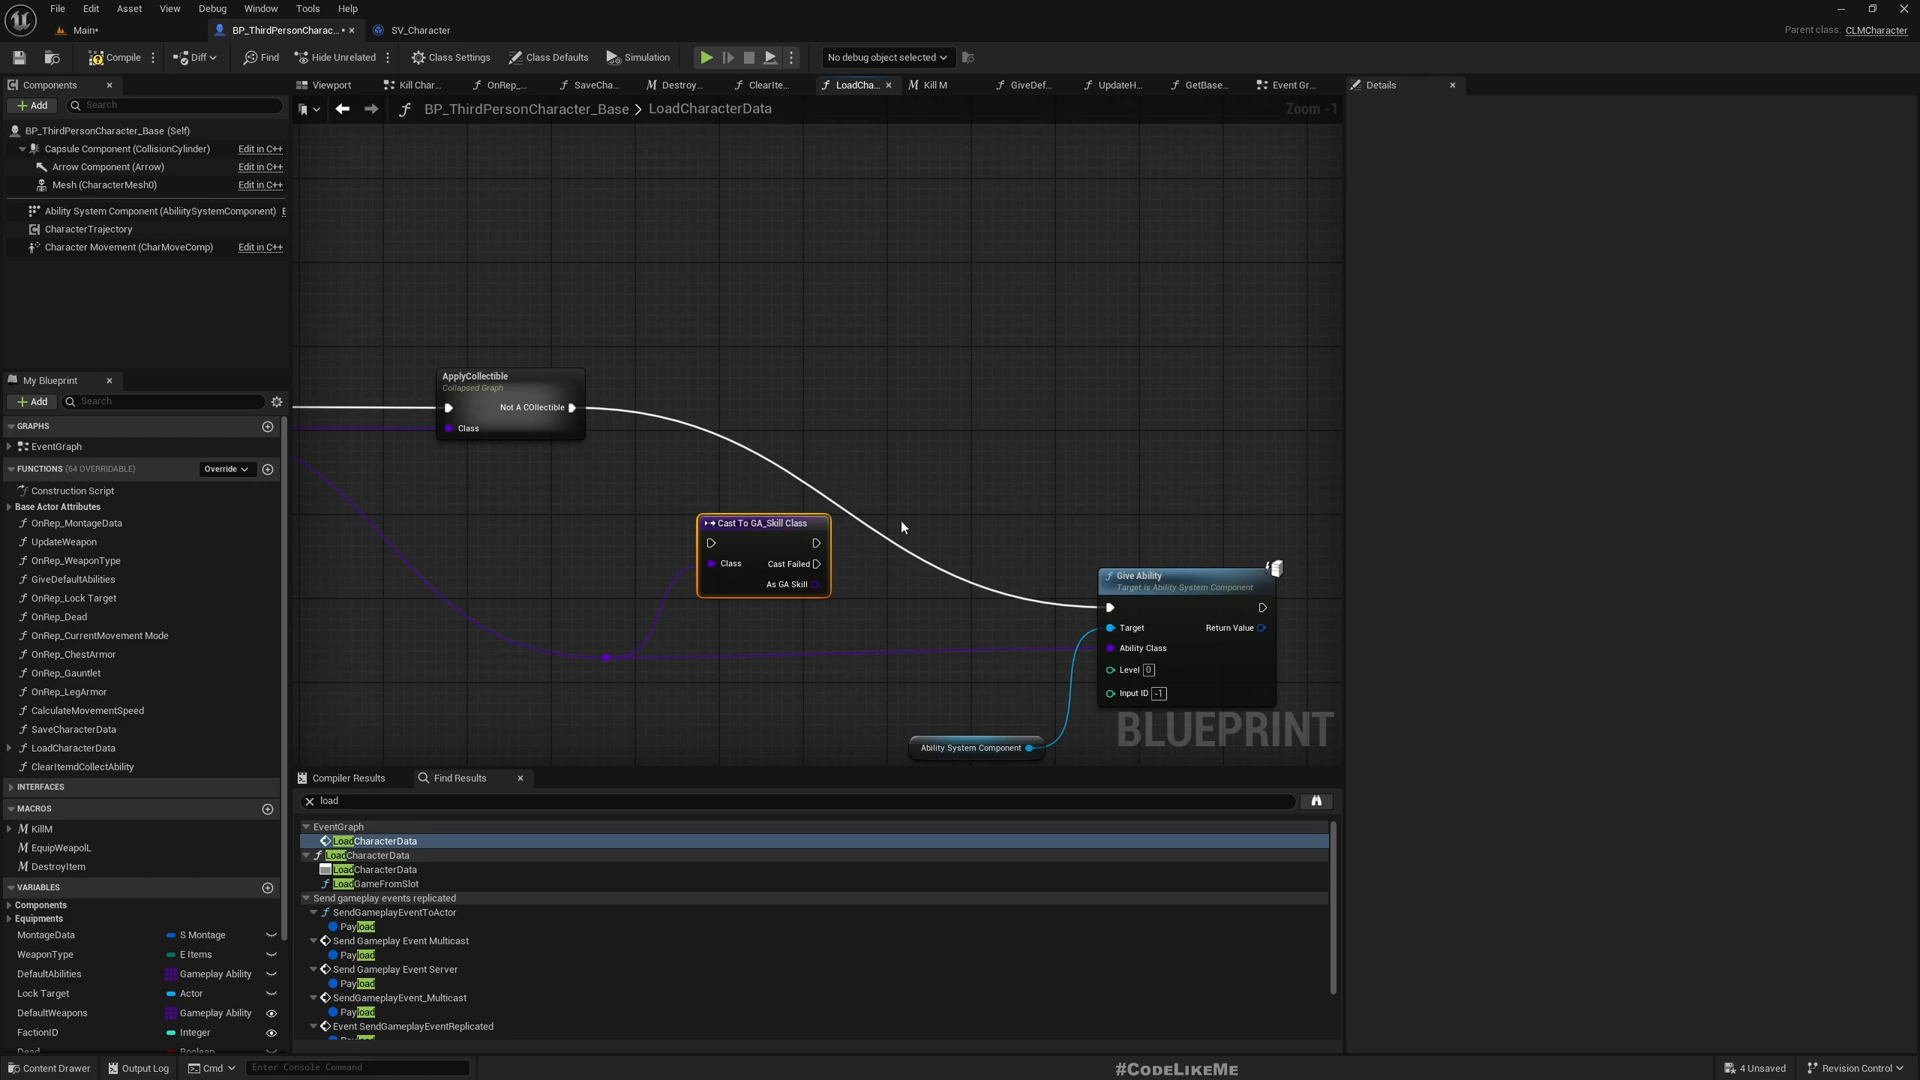 File Edit Asset View Debug Window Tools Help
Main•
BP_ThirdPersonCharac... •
SV_Character
Parent class: CLMCharacter
Compile
Diff
Find
Hide Unrelated
Class Settings
Class Defaults
Simulation
No debug object selected
Components
Viewport
Kill Char...
OnRep_...
SaveCha...
Destroy...
ClearIte...
LoadCha...
Kill M
GiveDef...
UpdateH...
GetBase...
Event Gr...
Details
Add
Search
BP_ThirdPersonCharacter_Base > LoadCharacterData
Zoom -1
BP_ThirdPersonCharacter_Base (Self)
Capsule Component (CollisionCylinder) Edit in C++
Arrow Component (Arrow) Edit in C++
Mesh (CharacterMesh0) Edit in C++
Ability System Component (AbiliitySystemComponent) E
CharacterTrajectory
Character Movement (CharMoveComp) Edit in C++
My Blueprint
Add
Search
GRAPHS
EventGraph
FUNCTIONS (64 OVERRIDABLE) Override
Construction Script
Base Actor Attributes
OnRep_MontageData
UpdateWeapon
OnRep_WeaponType
GiveDefaultAbilities
OnRep_Lock Target
OnRep_Dead
OnRep_CurrentMovement Mode
OnRep_ChestArmor
OnRep_Gauntlet
OnRep_LegArmor
CalculateMovementSpeed
SaveCharacterData
LoadCharacterData
ClearItemdCollectAbility
INTERFACES
MACROS
KillM
EquipWeapolL
DestroyItem
VARIABLES
Components
Equipments
MontageData S Montage
WeaponType E Items
DefaultAbilities Gameplay Ability
Lock Target Actor
DefaultWeapons Gameplay Ability
FactionID Integer
Dead Boolean
ApplyCollectible
Collapsed Graph
Not A COllectible
Class
Cast To GA_Skill Class
Class
Cast Failed
As GA Skill
Give Ability
Target is Ability System Component
Target
Return Value
Ability Class
Level 0
Input ID -1
Ability System Component
BLUEPRINT
Compiler Results
Find Results
load
EventGraph
LoadCharacterData
LoadCharacterData
LoadCharacterData
LoadGameFromSlot
Send gameplay events replicated
SendGameplayEventToActor
Payload
Send Gameplay Event Multicast
Payload
Send Gameplay Event Server
Payload
SendGameplayEvent_Multicast
Payload
Event SendGameplayEventReplicated
Payload
Content Drawer
Output Log
Cmd
Enter Console Command
#CodeLikeMe
4 Unsaved
Revision Control